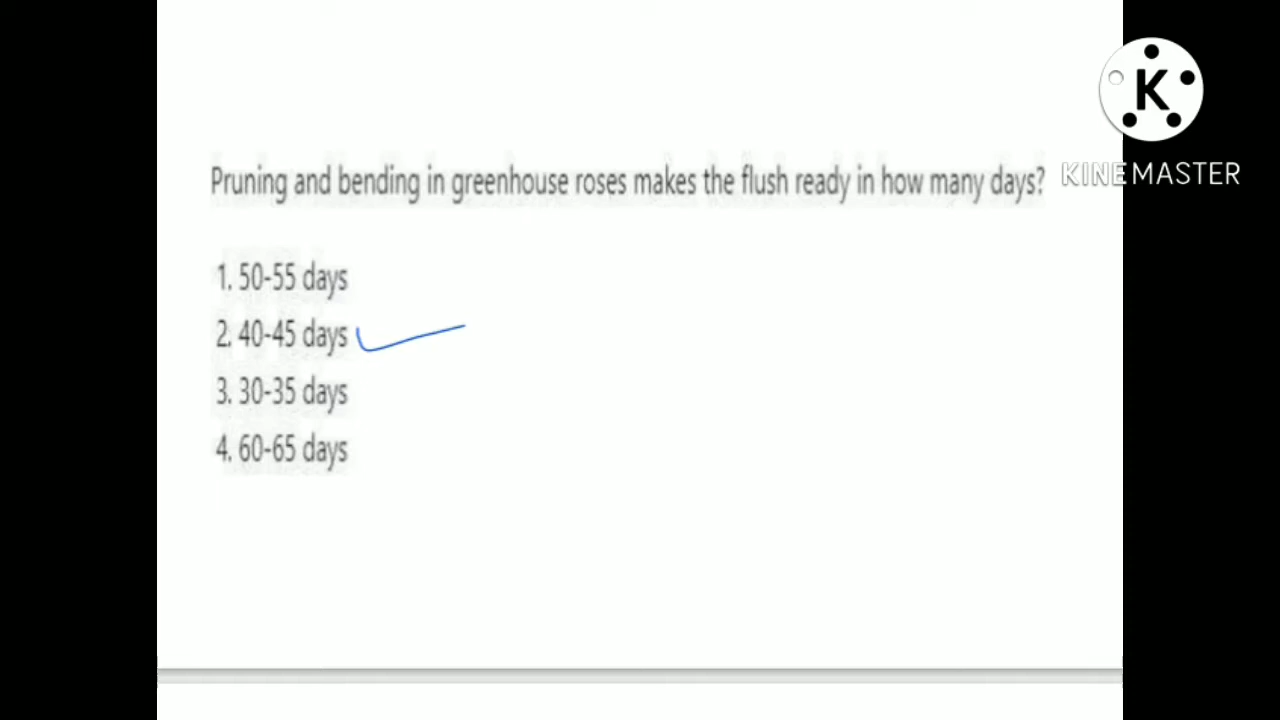 K
KINEMASTER
Pruning and bending in greenhouse roses makes the flush ready in how many days?
1. 50-55 days
2. 40-45 days
3. 30-35 days
4. 60-65 days